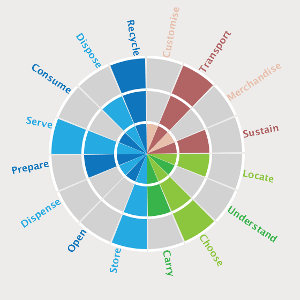 Customise
Transport
Merchandise
Sustain
Locate
Understand
Choose
Carry
Store
Open
Dispense
Prepare
Serve
Consume
Dispose
Recycle